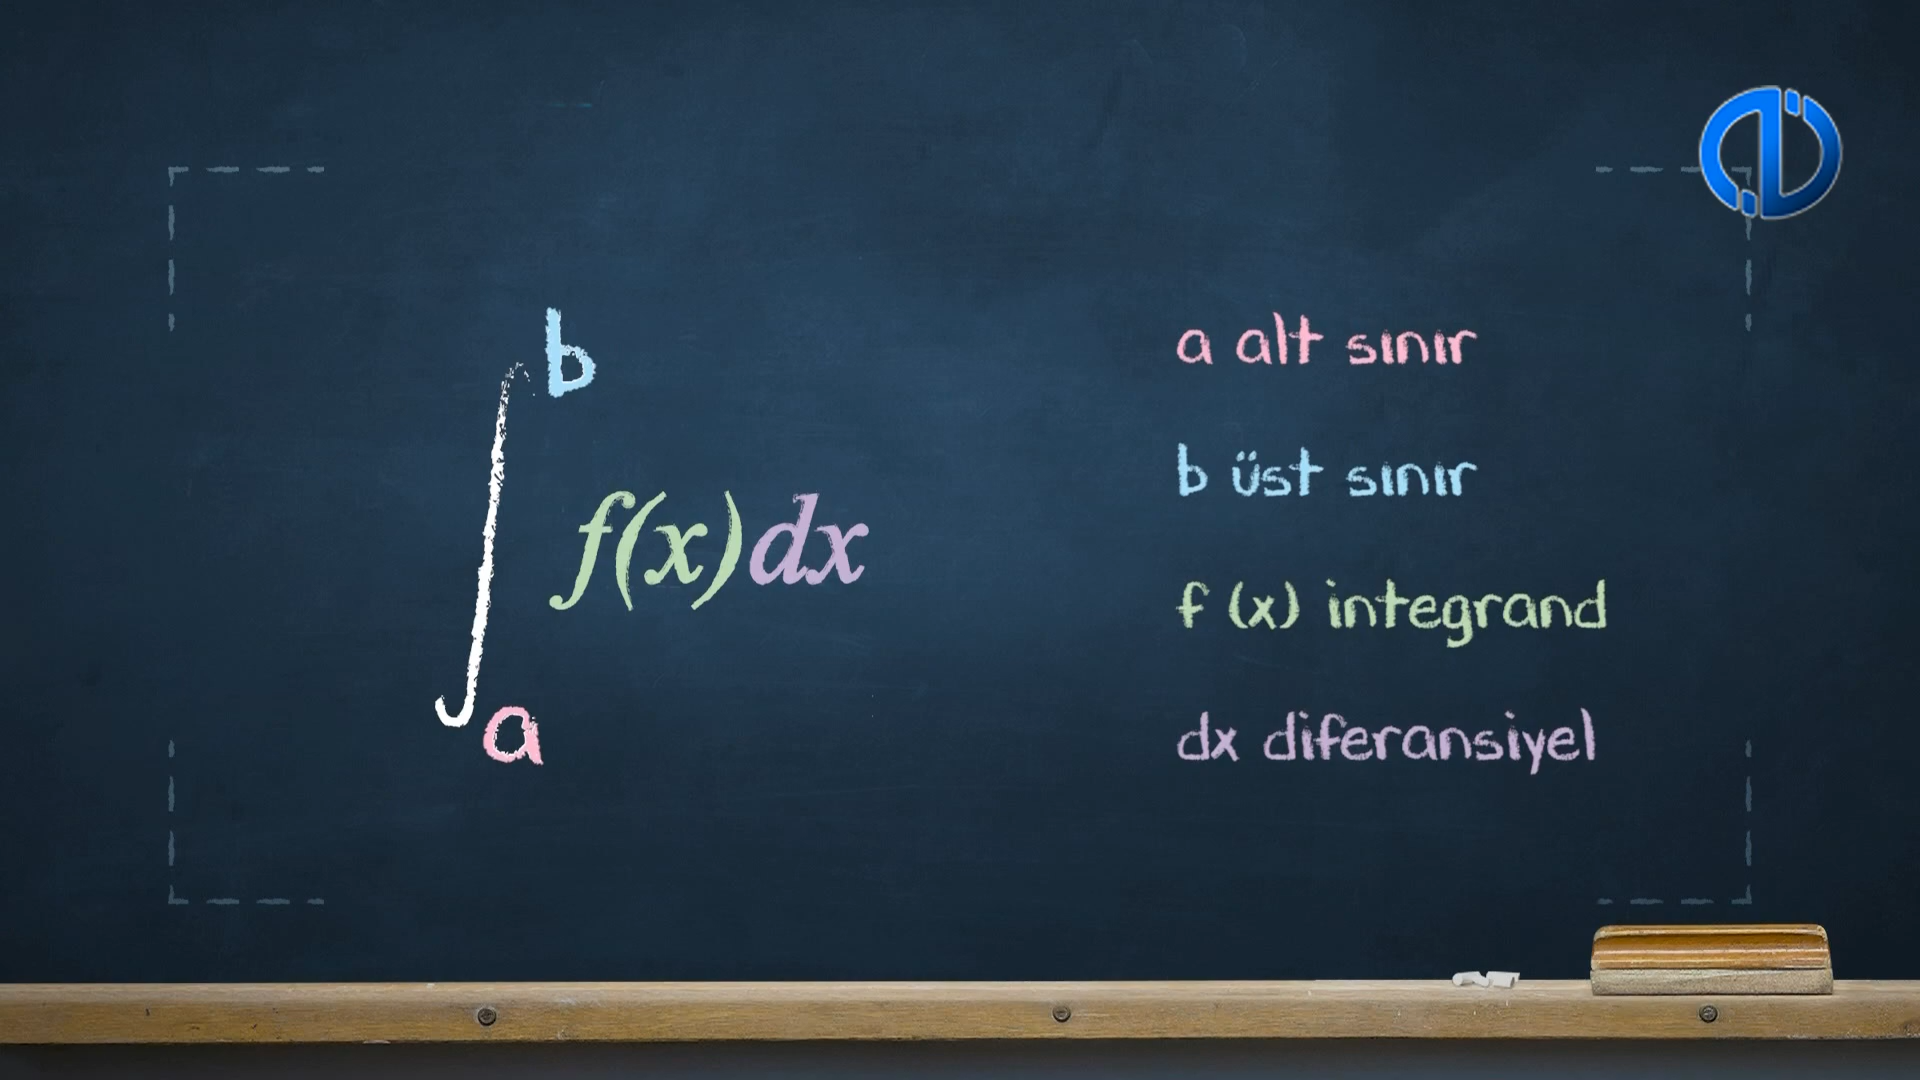 b
∫ f(x)dx
a
a alt sınır
b üst sınır
f (x) integrand
dx diferansiyel